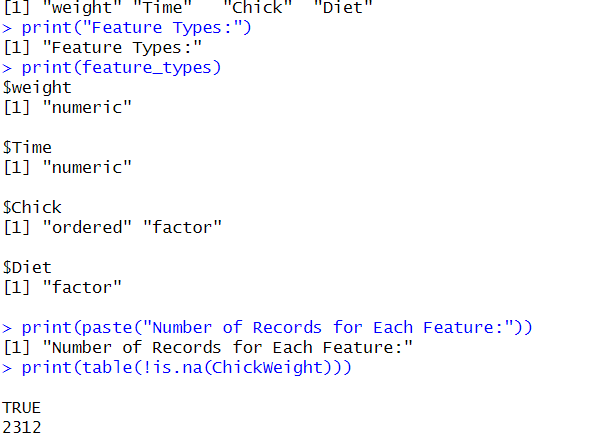 [1] "weight" "Time"   "Chick"  "Diet"
> print("Feature Types:")
[1] "Feature Types:"
> print(feature_types)
$weight
[1] "numeric"

$Time
[1] "numeric"

$Chick
[1] "ordered" "factor"

$Diet
[1] "factor"

> print(paste("Number of Records for Each Feature:"))
[1] "Number of Records for Each Feature:"
> print(table(!is.na(ChickWeight)))

TRUE
2312